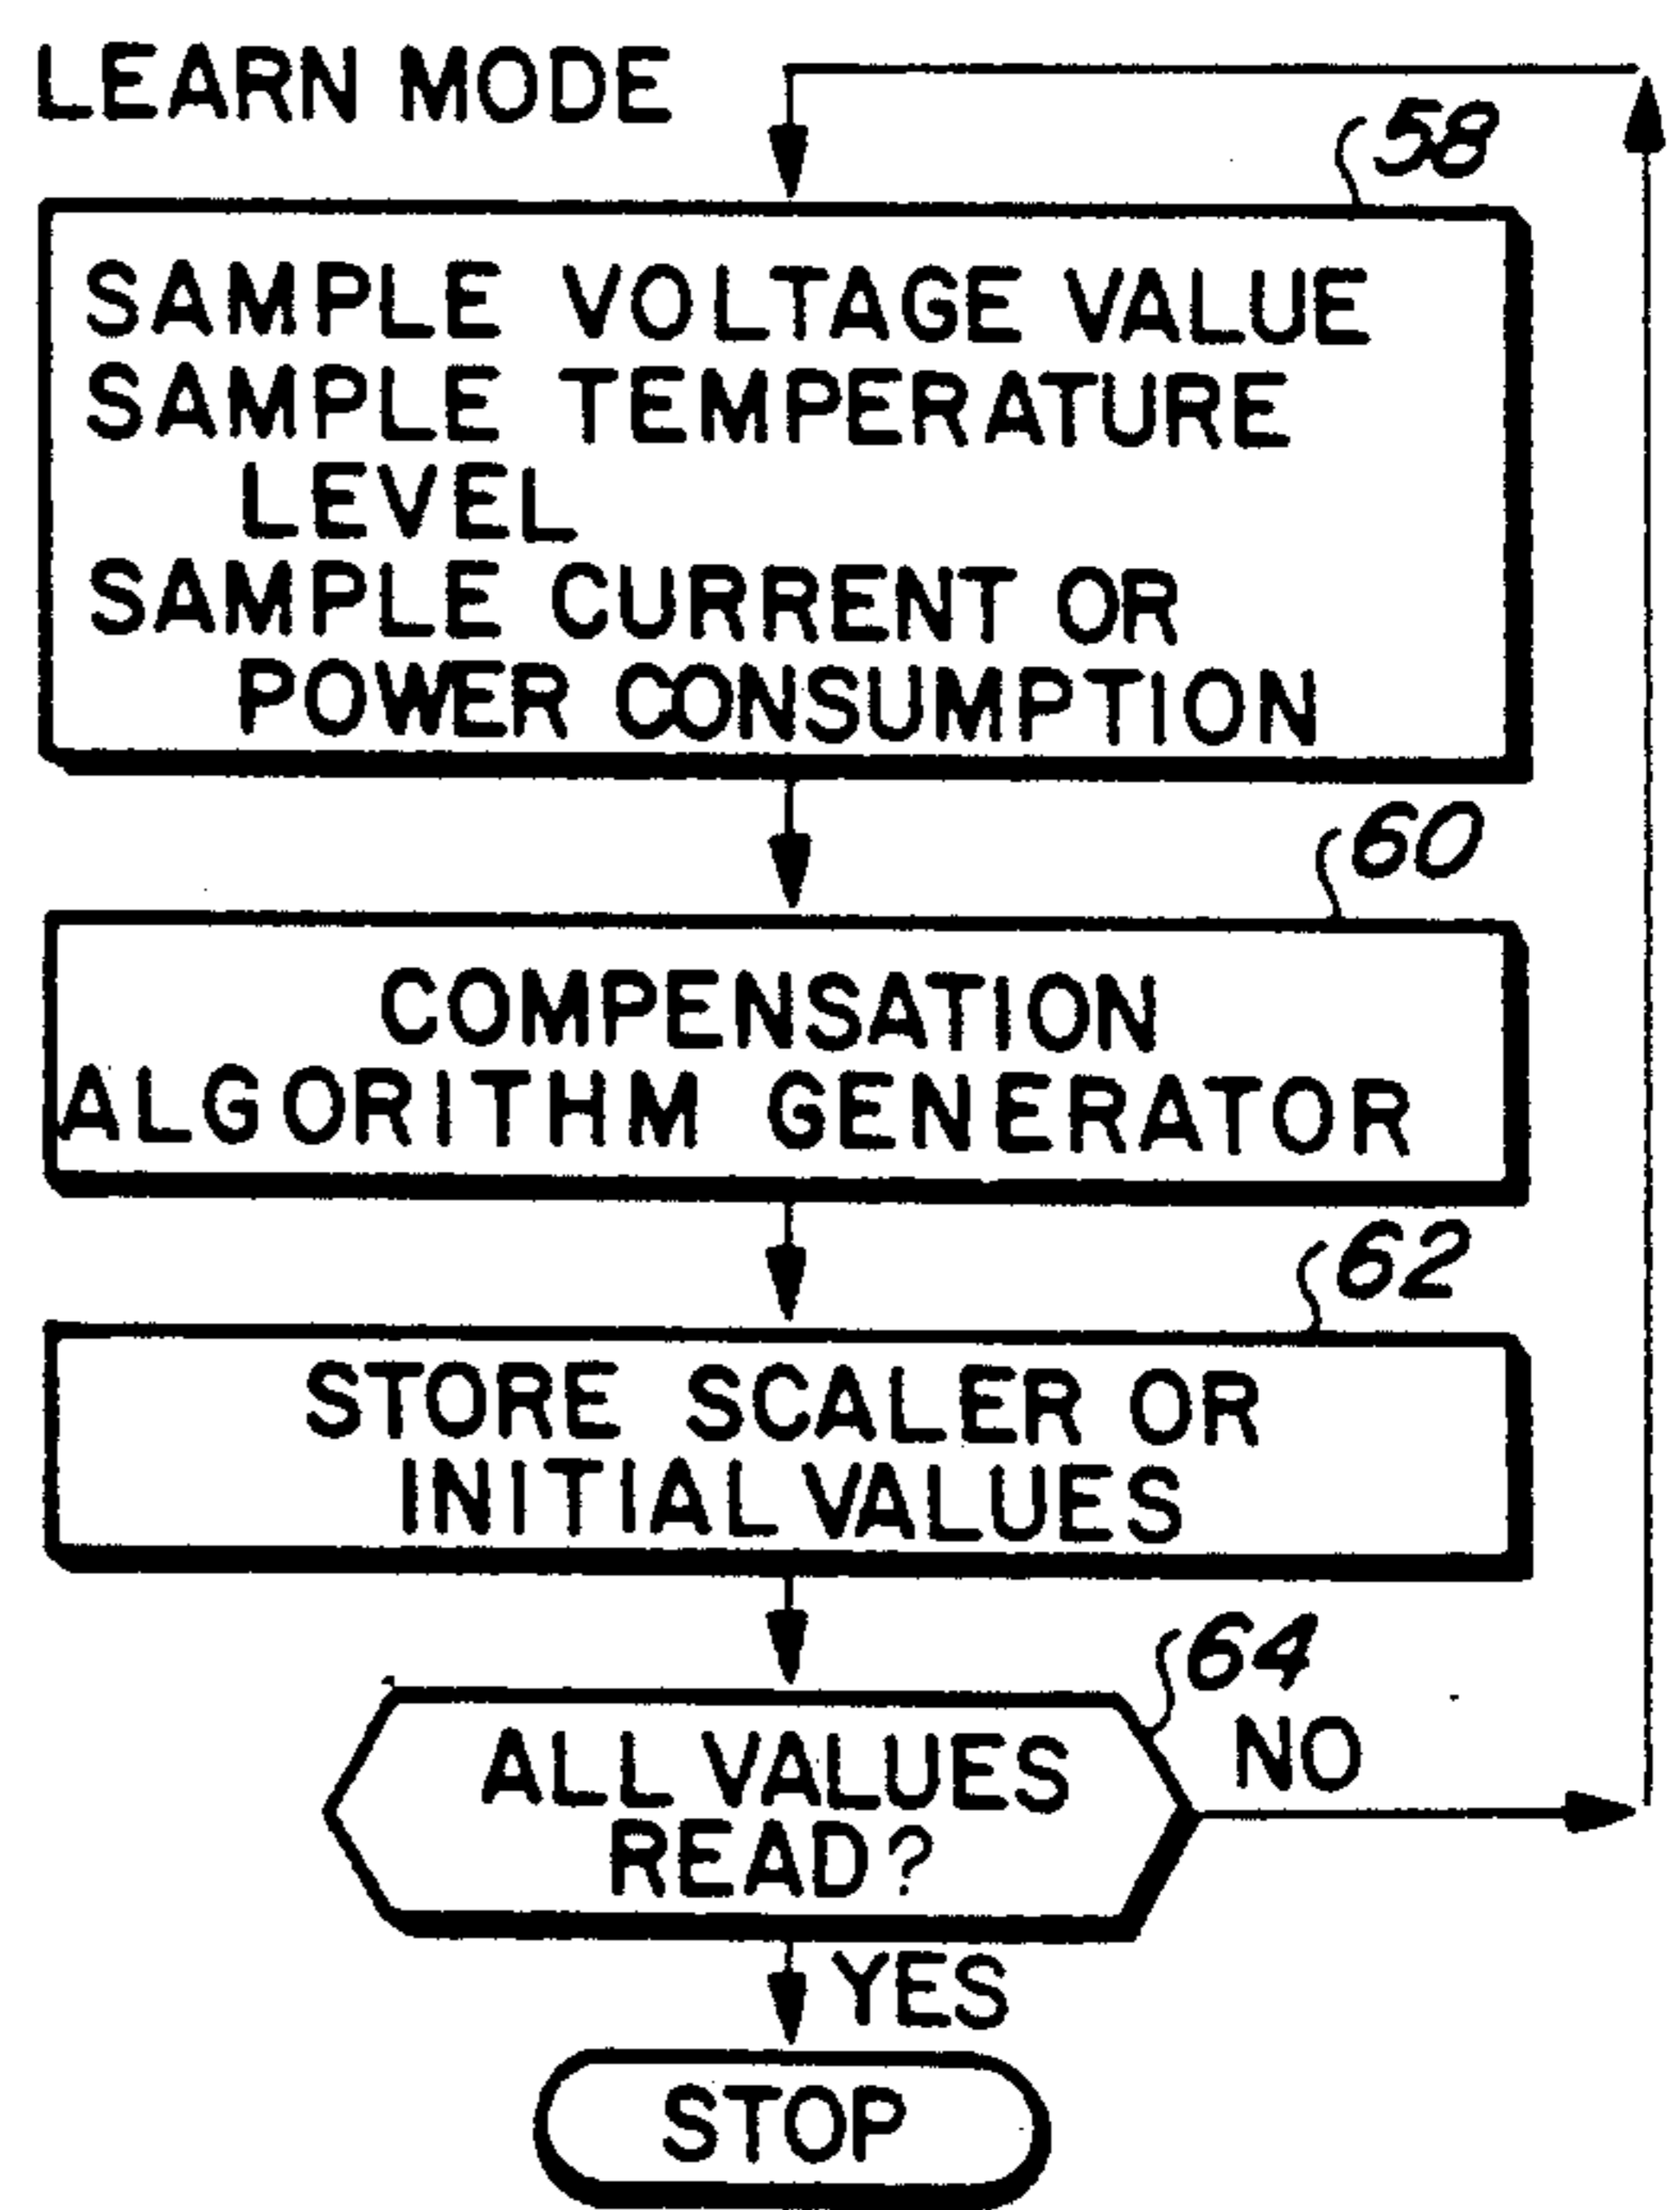 LEARN MODE
58
SAMPLE VOLTAGE VALUE
SAMPLE TEMPERATURE
LEVEL
SAMPLE CURRENT OR
POWER CONSUMPTION
60
COMPENSATION
ALGORITHM GENERATOR
62
STORE SCALER OR
INITIAL VALUES
64
ALL VALUES
READ?
NO
YES
STOP